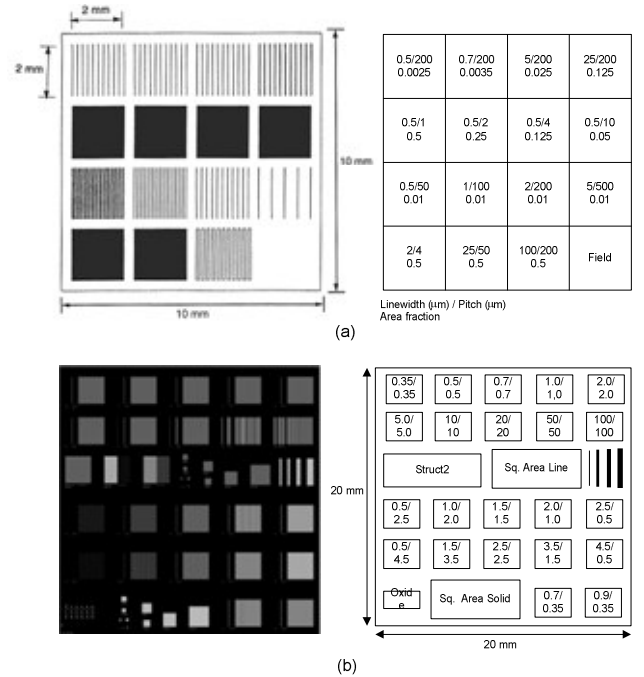 2 mm
2 mm
10 mm
10 mm
0.5/200 0.7/200 5/200 25/200
0.0025 0.0035 0.025 0.125
0.5/1 0.5/2 0.5/4 0.5/10
0.5 0.25 0.125 0.05
0.5/50 1/100 2/200 5/500
0.01 0.01 0.01 0.01
2/4 25/50 100/200 Field
0.5 0.5 0.5
Linewidth (μm) / Pitch (μm)
Area fraction
(a)
0.35/ 0.5/ 0.7/ 1.0/ 2.0/
0.35 0.5 0.7 1,0 2.0
5.0/ 10/ 20/ 50/ 100/
5.0 10 20 50 100
Struct2 Sq. Area Line
20 mm
0.5/ 1.0/ 1.5/ 2.0/ 2.5/
2.5 2.0 1.5 1.0 0.5
0.5/ 1.5/ 2.5/ 3.5/ 4.5/
4.5 3.5 2.5 1.5 0.5
Oxid
e
Sq. Area Solid
0.7/ 0.9/
0.35 0.35
20 mm
(b)